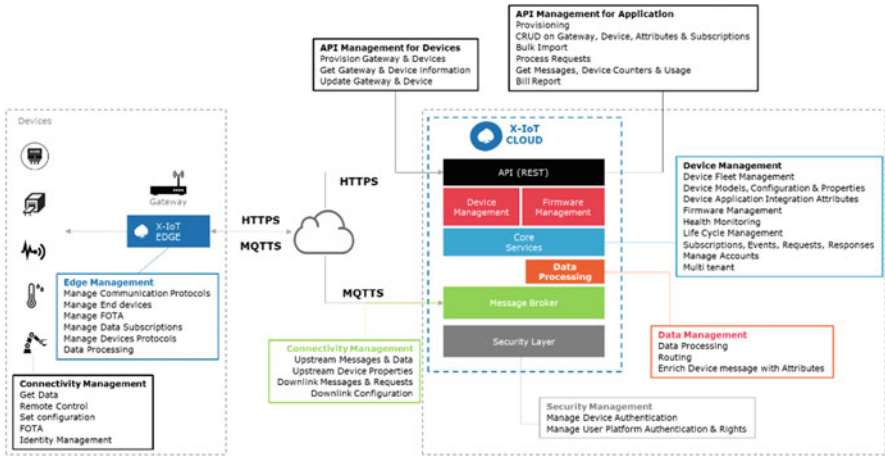 API Management for Application
Provisioning
CRUD on Gateway, Device, Attributes & Subscriptions
Bulk Import
Process Requests
Get Messages, Device Counters & Usage
Bill Report
API Management for Devices
Provision Gateway & Devices
Get Gateway & Device information
Update Gateway & Device
Devices
Gateway
X-IoT
EDGE
HTTPS
MQTTS
HTTPS
MQTTS
X-IoT
CLOUD
API (REST)
Device
Management
Firmware
Management
Core
Services
Data
Processing
Message Broker
Security Layer
Device Management
Device Fleet Management
Device Models, Configuration & Properties
Device Application Integration Attributes
Firmware Management
Health Monitoring
Life Cycle Management
Subscriptions, Events, Requests, Responses
Manage Accounts
Multi tenant
Edge Management
Manage Communication Protocols
Manage End devices
Manage FOTA
Manage Data Subscriptions
Manage Devices Protocols
Data Processing
Connectivity Management
Upstream Messages & Data
Upstream Device Properties
Downlink Messages & Requests
Downlink Configuration
Data Management
Data Processing
Routing
Enrich Device message with Attributes
Connectivity Management
Get Data
Remote Control
Set configuration
FOTA
Identity Management
Security Management
Manage Device Authentication
Manage User Platform Authentication & Rights